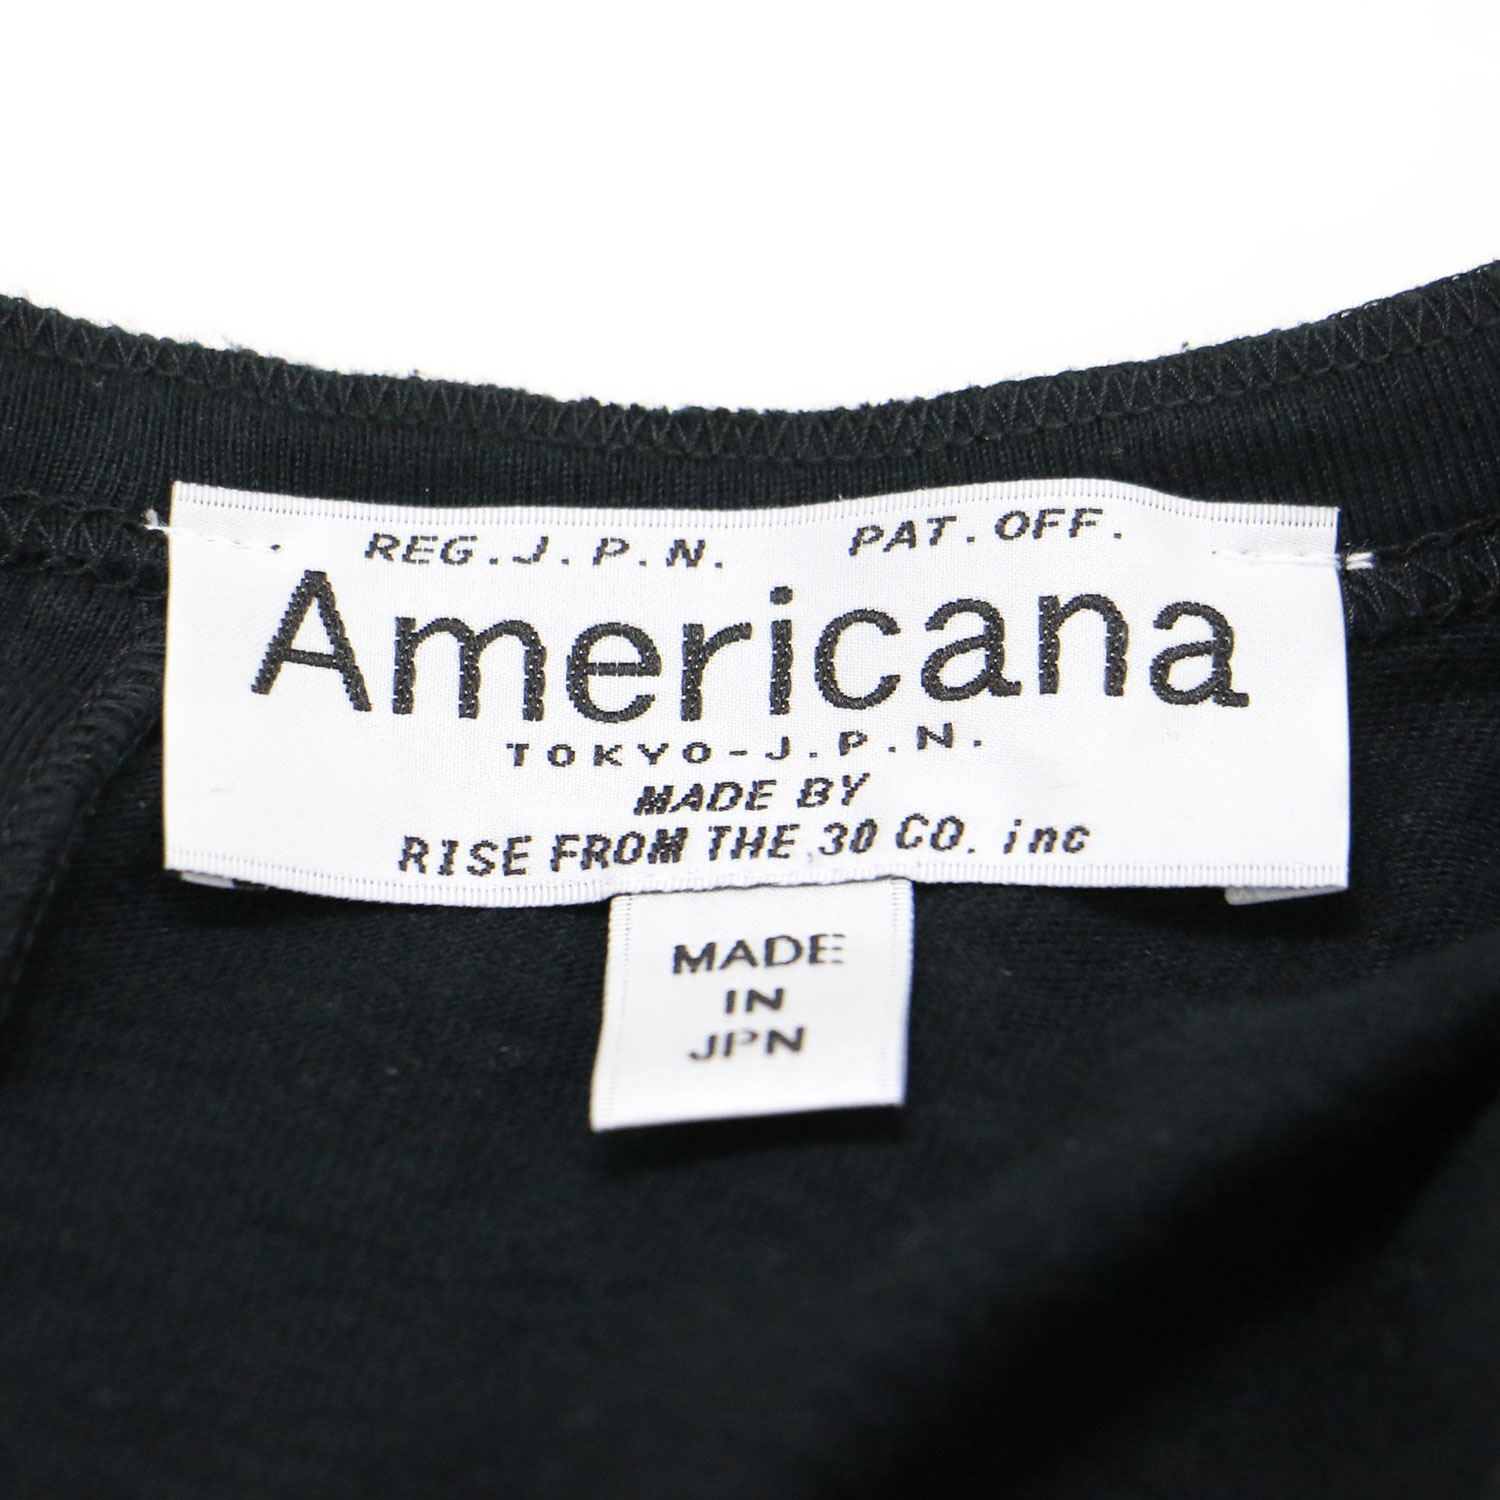 REG.J.P.N. PAT.OFF.
Americana
TOKYO-J.P.N.
MADE BY
RISE FROM THE 30 CO. inc
MADE
IN
JPN